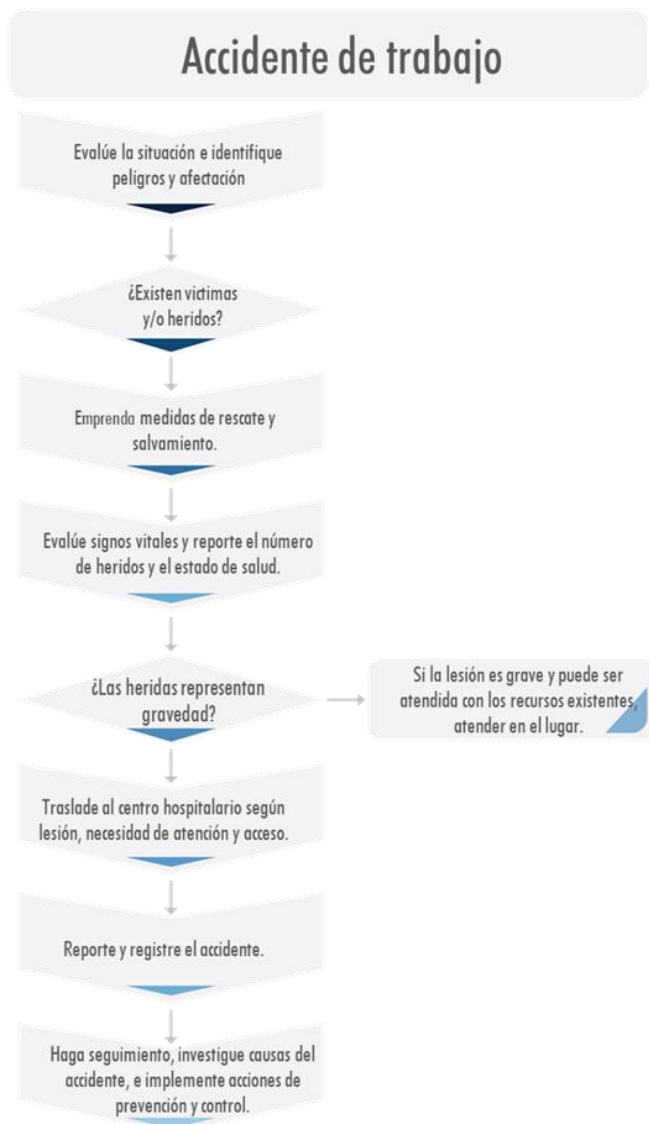 Accidente de trabajo
Evalúe la situación e identifique
peligros y afectación
¿Existen victimas
y/o heridos?
Emprenda medidas de rescate y
salvamiento.
Evalúe signos vitales y reporte el número
de heridos y el estado de salud.
¿Las heridas representan
gravedad?
Si la lesión es grave y puede ser
atendida con los recursos existentes,
atender en el lugar.
Traslade al centro hospitalario según
lesión, necesidad de atención y acceso.
Reporte y registre el accidente.
Haga seguimiento, investigue causas del
accidente, e implemente acciones de
prevención y control.